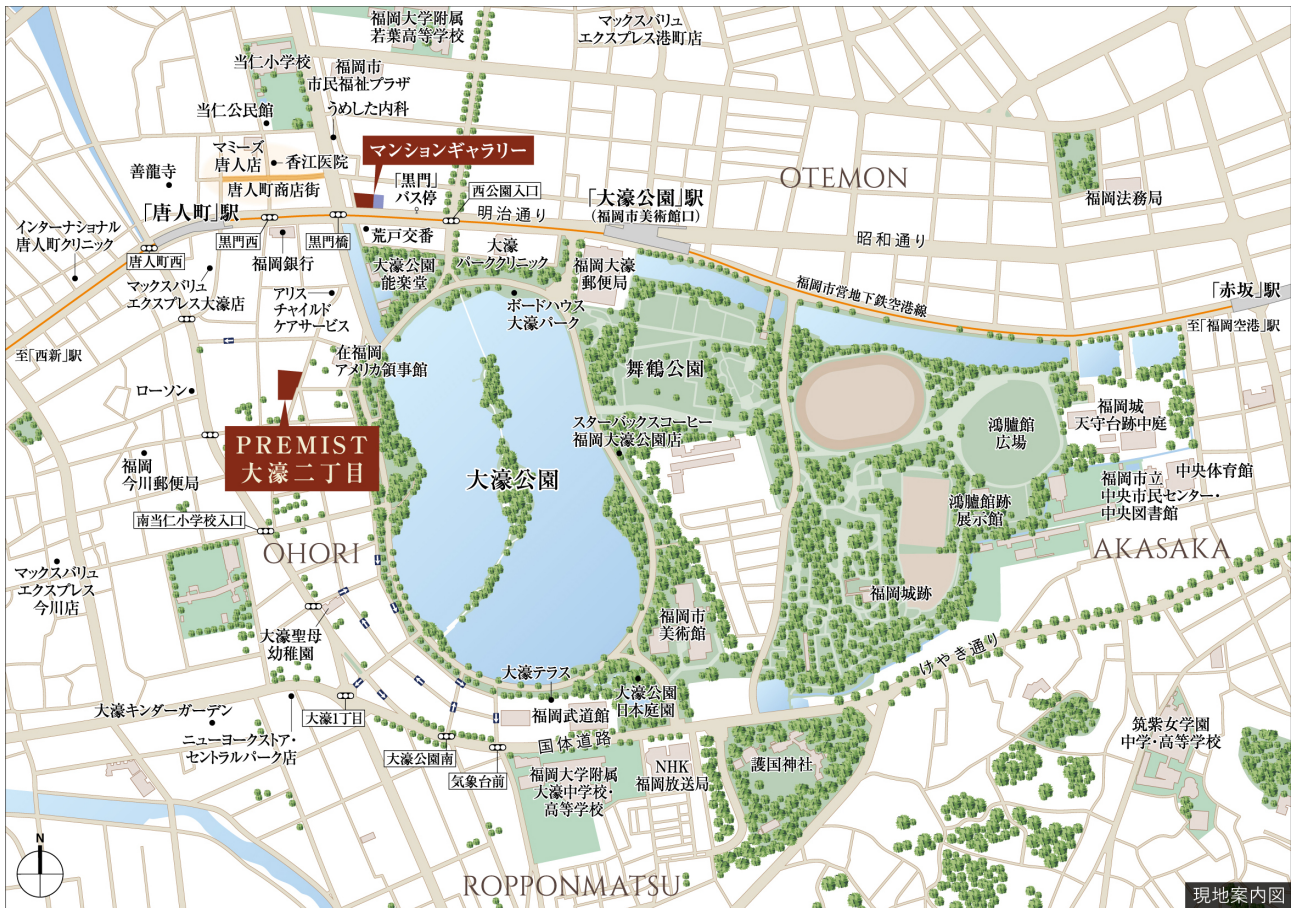 福岡大学附属
若葉高等学校
マックスバリュ
エクスプレス港町店
当仁小学校
福岡市
市民福祉プラザ
当仁公民館
うめした内科
マミーズ
唐人店
香江医院
マンションギャラリー
善龍寺
唐人町商店街
「黒門」
バス停
西公園入口
「大濠公園」駅
(福岡市美術館口)
OTEMON
福岡法務局
「唐人町」駅
明治通り
昭和通り
インターナショナル
唐人町クリニック
黒門西
黒門橋
荒戸交番
唐人町西
福岡銀行
大濠公園
能楽堂
大濠
パーククリニック
福岡大濠
郵便局
マックスバリュ
エクスプレス大濠店
アリス
チャイルド
ケアサービス
ボードハウス
大濠パーク
福岡市営地下鉄空港線
「赤坂」駅
至「福岡空港」駅
至「西新」駅
在福岡
アメリカ領事館
舞鶴公園
ローソン
スターバックスコーヒー
福岡大濠公園店
鴻臚館
広場
福岡城
天守台跡中庭
PREMIST
大濠二丁目
福岡
今川郵便局
大濠公園
中央体育館
福岡市立
中央市民センター・
中央図書館
鴻臚館跡
展示館
南当仁小学校入口
OHORI
AKASAKA
マックスバリュ
エクスプレス
今川店
福岡城跡
大濠聖母
幼稚園
福岡市
美術館
けやき通り
大濠テラス
大濠公園
日本庭園
大濠キンダーガーデン
大濠1丁目
福岡武道館
ニューヨークストア・
セントラルパーク店
大濠公園南
気象台前
国体道路
筑紫女学園
中学・高等学校
福岡大学附属
大濠中学校・
高等学校
NHK
福岡放送局
護国神社
N
ROPPONMATSU
現地案内図